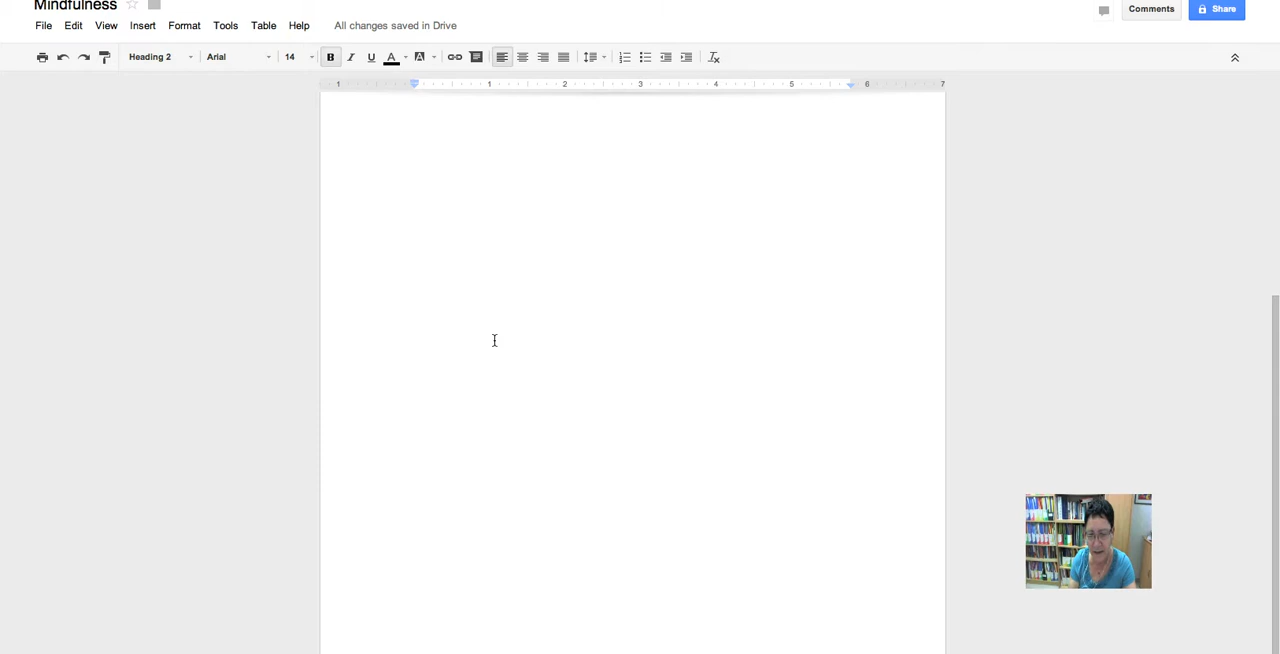 Mindfulness
Comments Share
File Edit View Insert Format Tools Table Help All changes saved in Drive
Heading 2 Arial 14 B I U A A
1 1 2 3 4 5 6 7